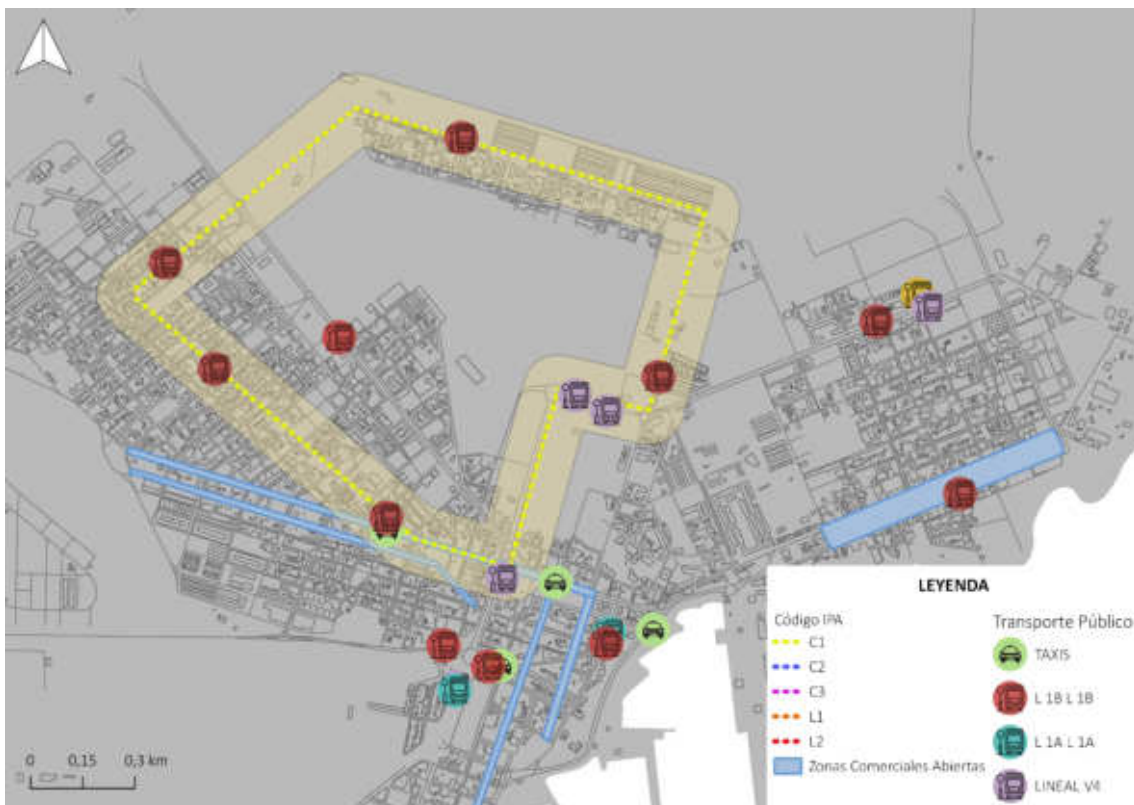 0 0,15 0,3 km
LEYENDA
Código IPA
C1
C2
C3
L1
L2
Zonas Comerciales Abiertas
Transporte Público
TAXIS
L 1B L 1B
L 1A L 1A
LINEAL V4